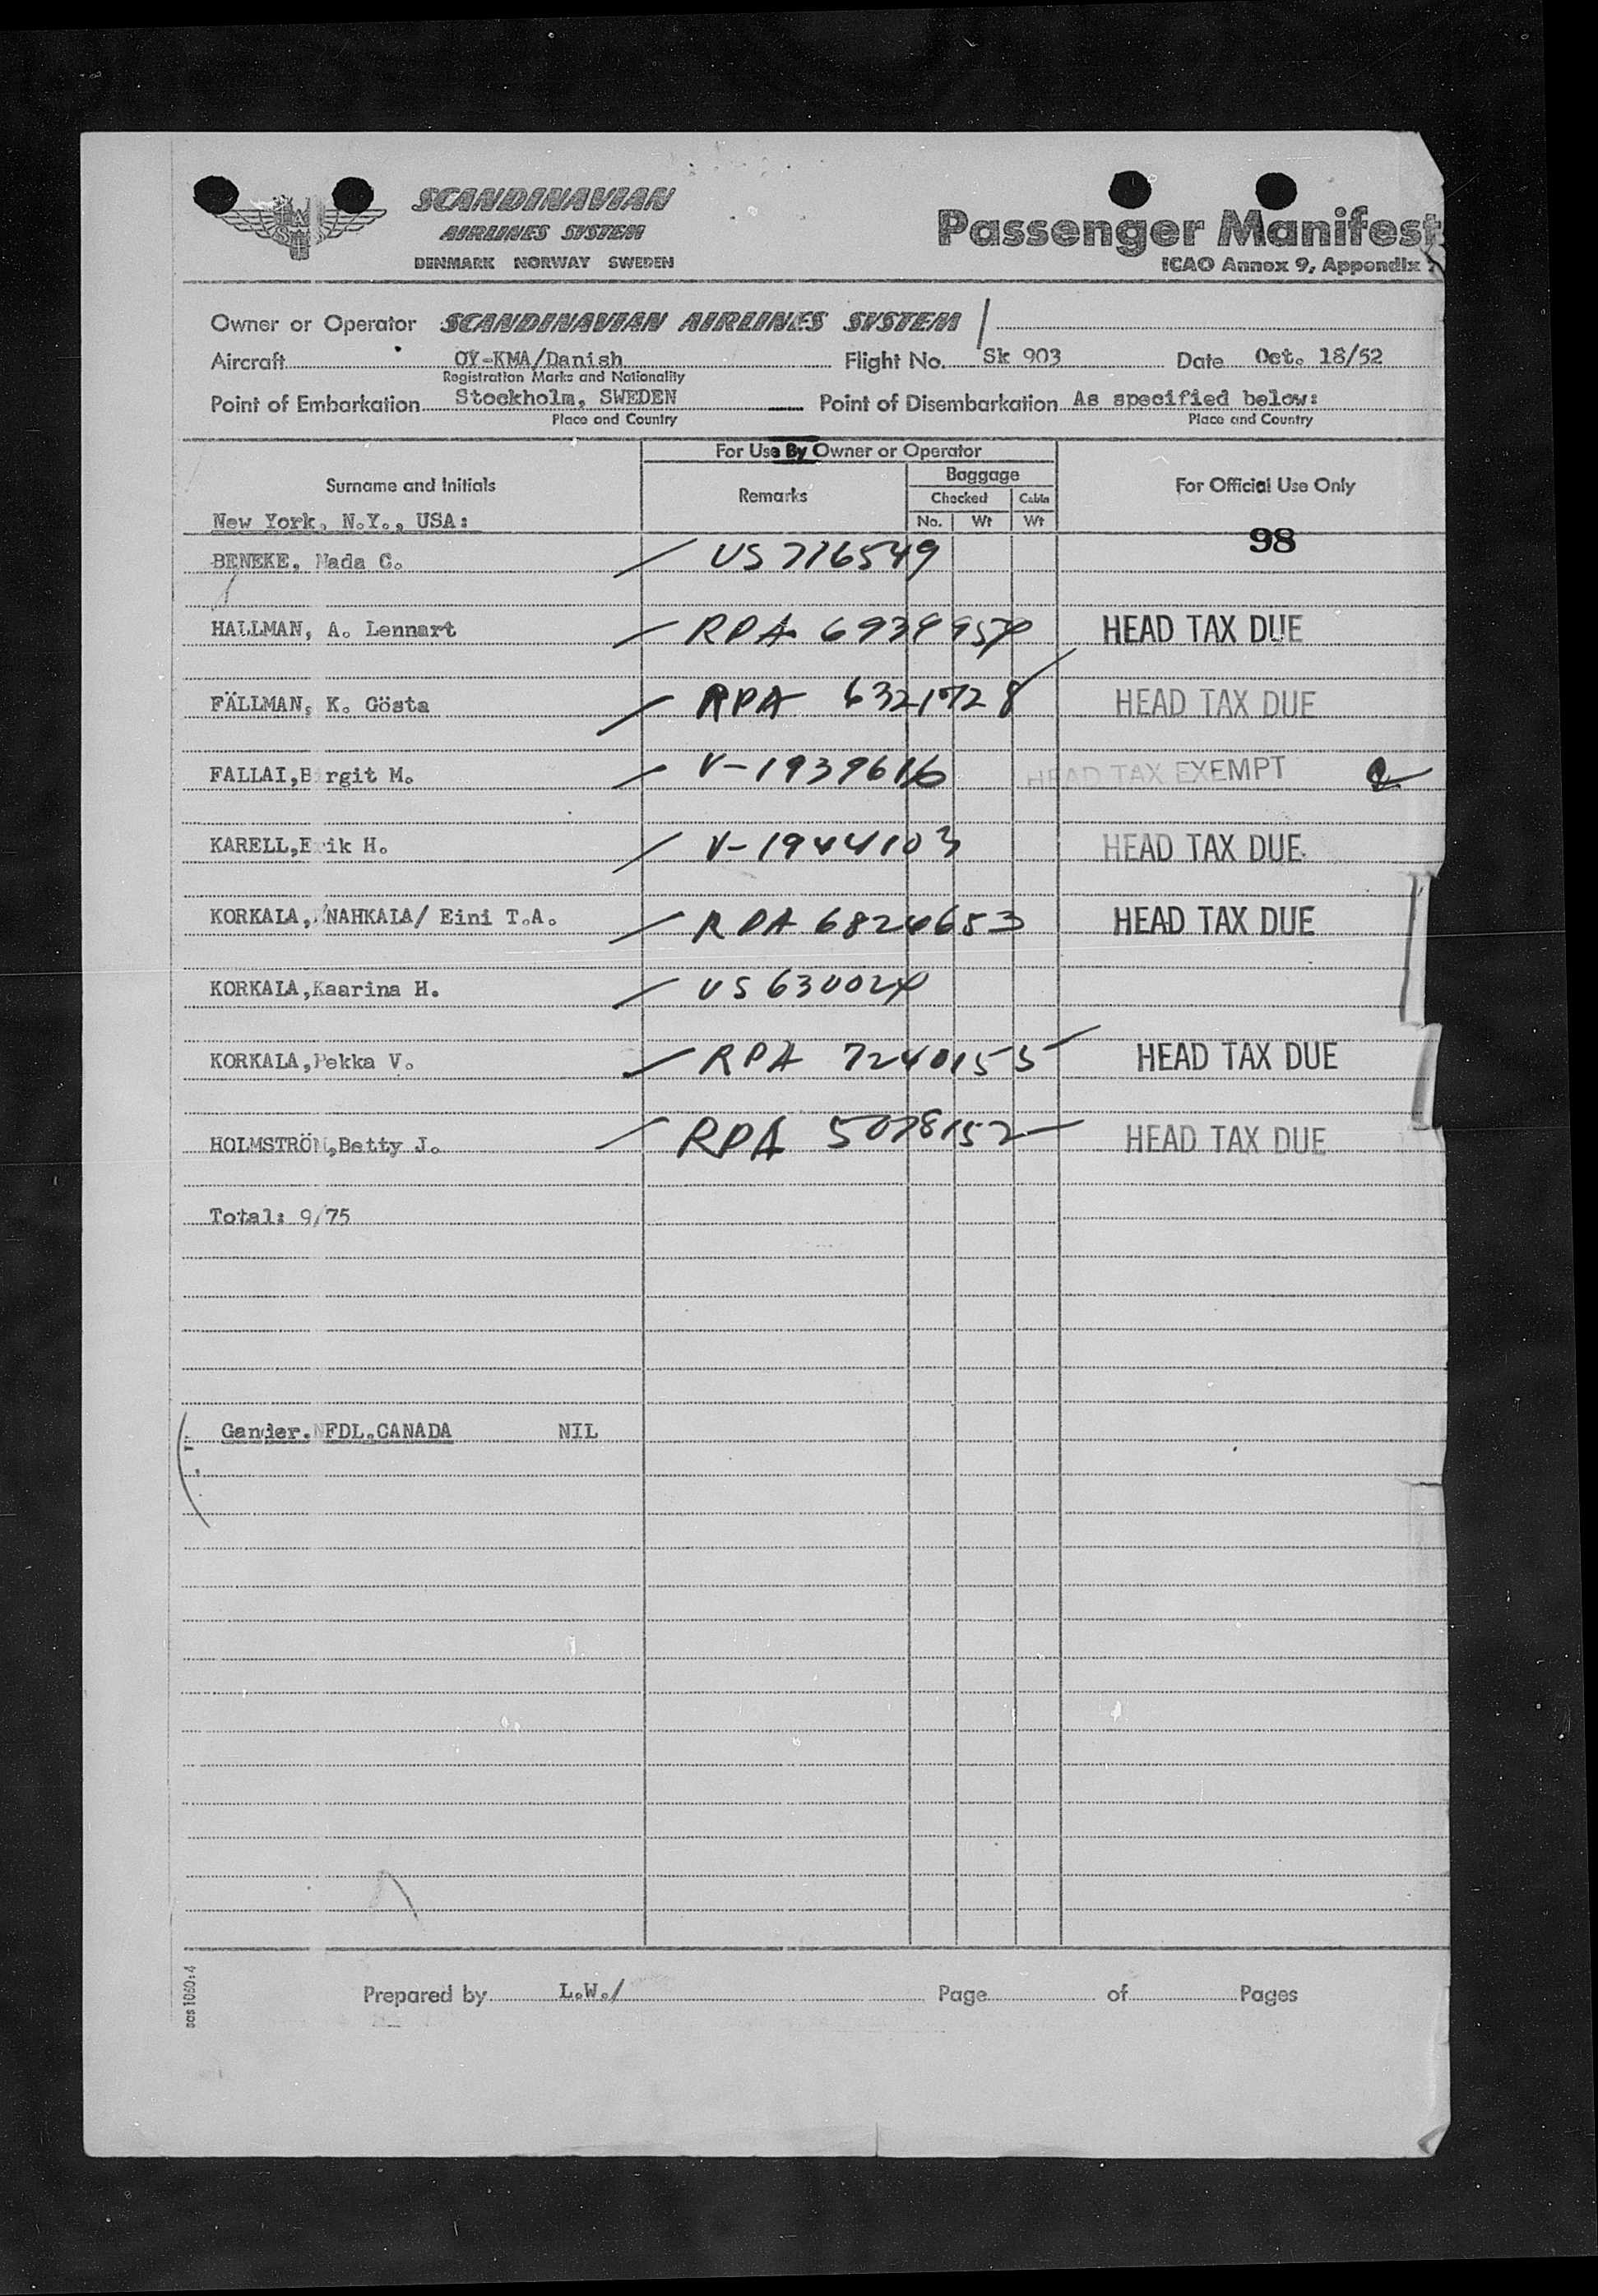 SCANDINAVIAN
AIRLINES SYSTEM
DENMARK NORWAY SWEDEN
Passenger Manifest
ICAO Annex 9, Appendix
Owner or Operator SCANDINAVIAN AIRLINES SYSTEM /
Aircraft OY-KMA/Danish Flight No. Sk 903 Date Oct. 18/52
Registration Marks and Nationality
Point of Embarkation Stockholm, SWEDEN Point of Disembarkation As specified below:
Place and Country Place and Country
For Use By Owner or Operator
Surname and Initials Remarks Baggage For Official Use Only
Checked Cabin
No. Wt Wt
New York, N.Y., USA:
98
BENEKE, Nada C. US 716549
HALLMAN, A. Lennart RPA HEAD TAX DUE
FÄLLMAN, K. Gösta RPA 6321728 HEAD TAX DUE
FALLAI,Birgit M. V-1939616 HEAD TAX EXEMPT
KARELL,Erik H. V-1944103 HEAD TAX DUE
KORKALA,/NAHKALA/ Eini T.A. RPA 6820653 HEAD TAX DUE
KORKALA,Kaarina H. US 
KORKALA,Pekka V. RPA 7240155 HEAD TAX DUE
HOLMSTRÖM,Betty J. RPA 5078152 HEAD TAX DUE
Total: 9/75
Gander.NFDL.CANADA NIL
sas 1060:4
Prepared by L.W./ Page of Pages